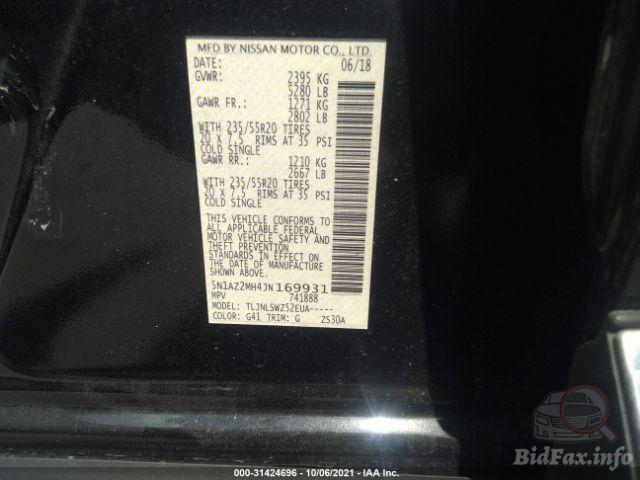 MFD BY NISSAN MOTOR CO., LTD.
DATE: 06/18
GVWR: 2395 KG
5280 LB
GAWR FR.: 1271 KG
2802 LB
WITH 235/55R20 TIRES
20 X 7.5 RIMS AT 35 PSI
COLD SINGLE
GAWR RR.: 1210 KG
2667 LB
WITH 235/55R20 TIRES
20 X 7.5 RIMS AT 35 PSI
COLD SINGLE
THIS VEHICLE CONFORMS TO
ALL APPLICABLE FEDERAL
MOTOR VEHICLE SAFETY AND
THEFT PREVENTION
STANDARDS IN EFFECT ON
THE DATE OF MANUFACTURE
SHOWN ABOVE.
5N1AZ2MH4JN169931
MPV 741888
MODEL: TLJNLSWZ52EUA-----
COLOR: G41 TRIM: G ZS30A
000-31424696 - 10/06/2021 - IAA Inc.
BidFax.info